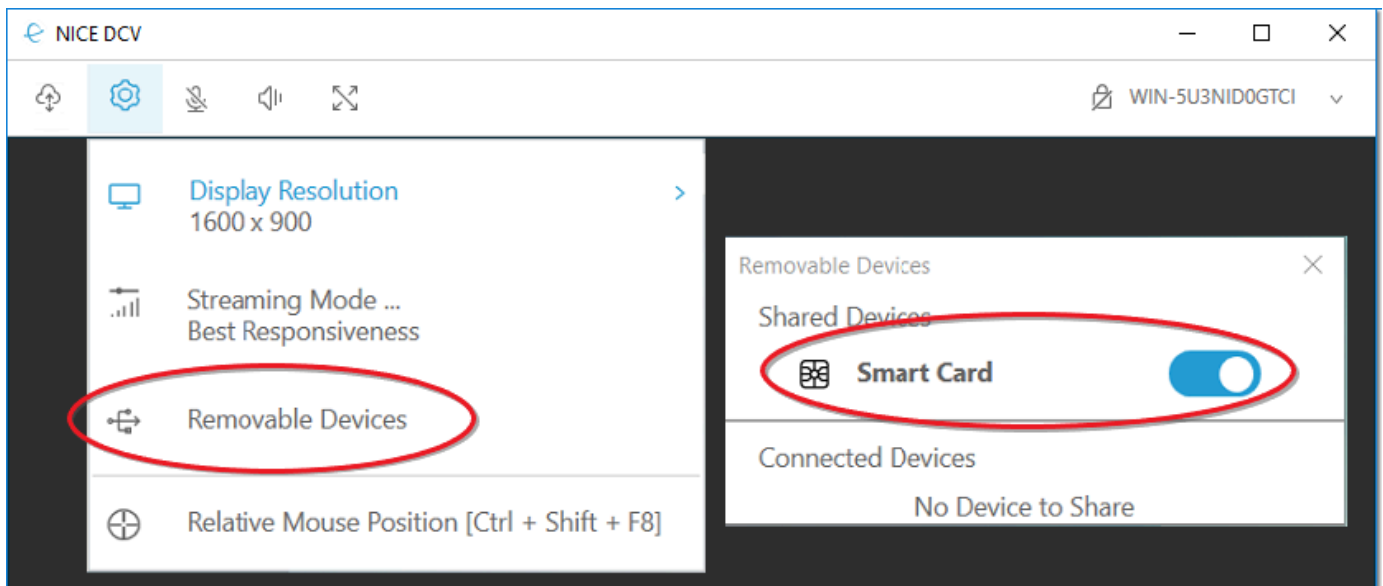 NICE DCV
WIN-5U3NID0GTCI
Display Resolution
1600 x 900
Streaming Mode ...
Best Responsiveness
Removable Devices
Relative Mouse Position [Ctrl + Shift + F8]
Removable Devices
Shared Devices
Smart Card
Connected Devices
No Device to Share